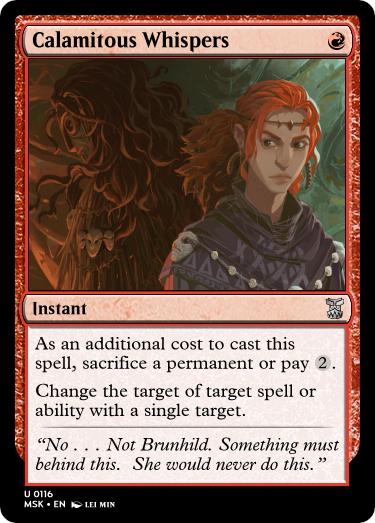 Calamitous Whispers
Instant
As an additional cost to cast this
spell, sacrifice a permanent or pay 2.
Change the target of target spell or
ability with a single target.
“No . . . Not Brunhild. Something must
behind this.  She would never do this.”
U 0116
MSK • EN LEI MIN